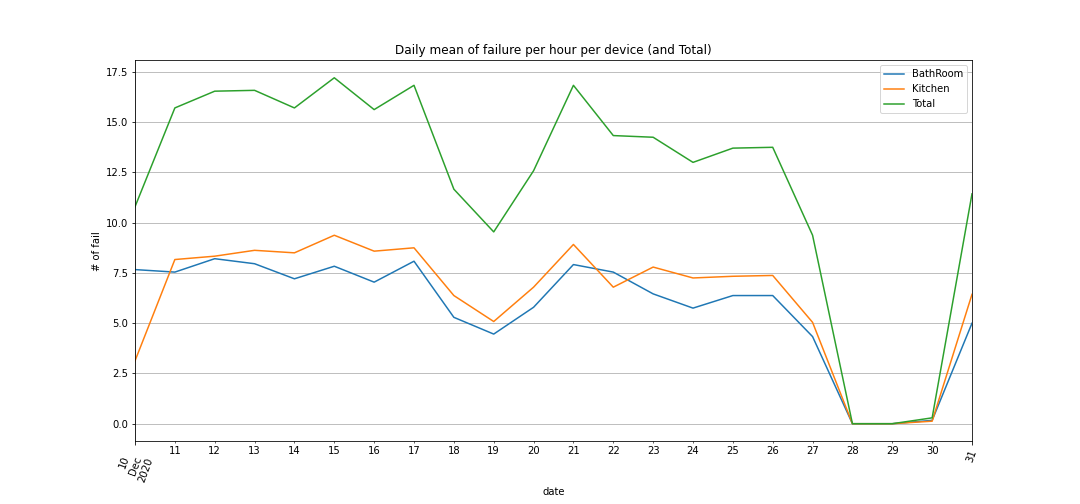 Daily mean of failure per hour per device (and Total)
17.5
15.0
12.5
10.0
7.5
5.0
2.5
0.0
# of fail
BathRoom
Kitchen
Total
10
Dec
2020
11 12 13 14 15 16 17 18 19 20 21 22 23 24 25 26 27 28 29 30 31
date